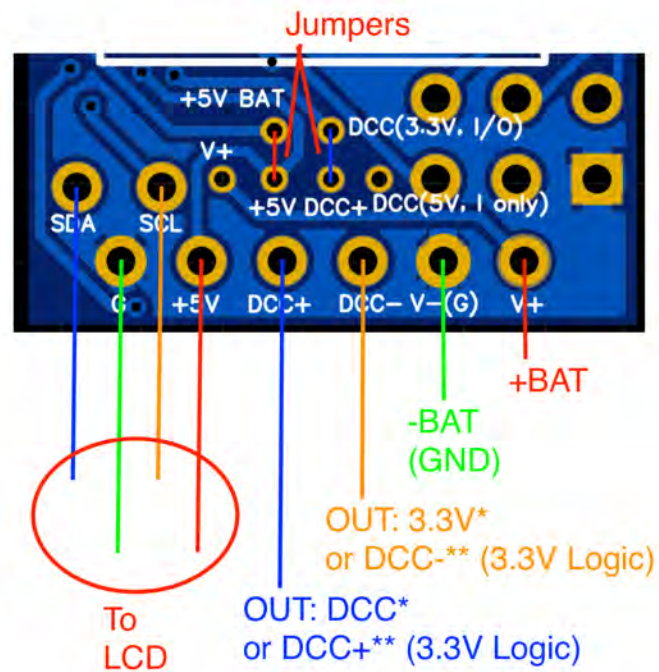 Jumpers
+5V BAT
DCC(3.3V, I/O)
V+
+5V DCC+ DCC(5V, I only)
SDA SCL
G +5V DCC+ DCC- V-(G) V+
+BAT
-BAT
(GND)
OUT: 3.3V*
or DCC-** (3.3V Logic)
To
LCD
OUT: DCC*
or DCC+** (3.3V Logic)